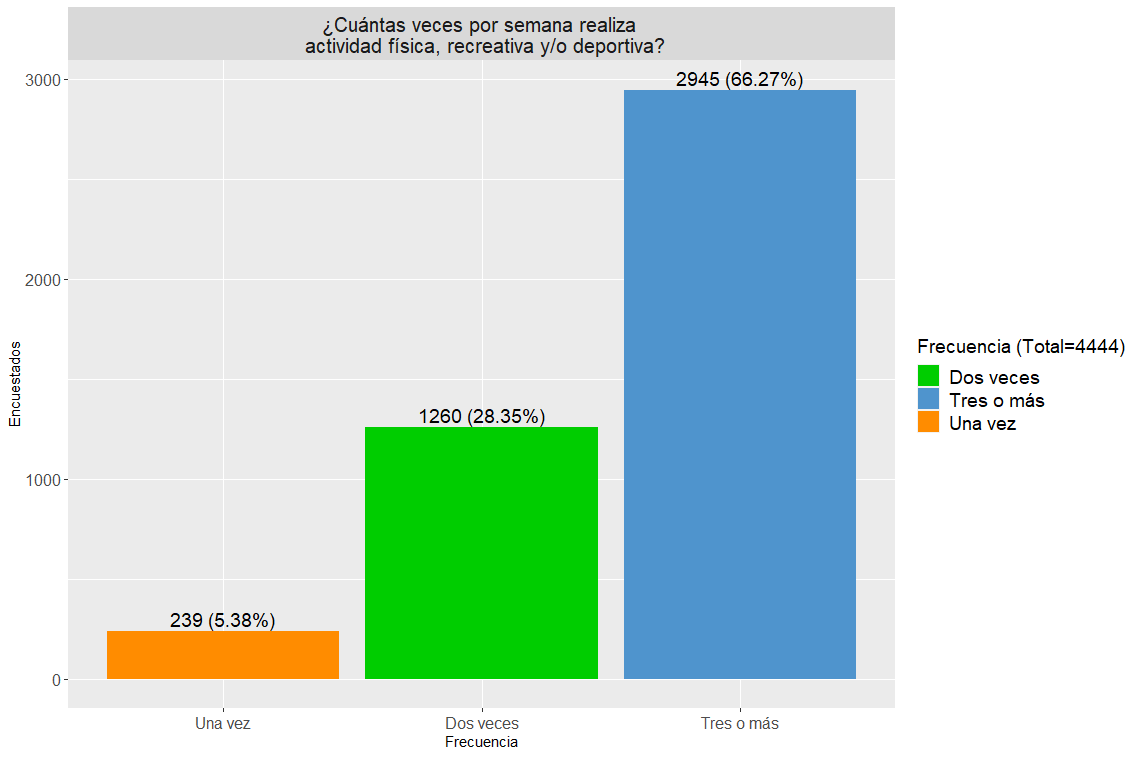 ¿Cuántas veces por semana realiza
actividad física, recreativa y/o deportiva?
3000
2000
1000
0
Encuestados
2945 (66.27%)
1260 (28.35%)
239 (5.38%)
Una vez
Dos veces
Tres o más
Frecuencia
Frecuencia (Total=4444)
Dos veces
Tres o más
Una vez